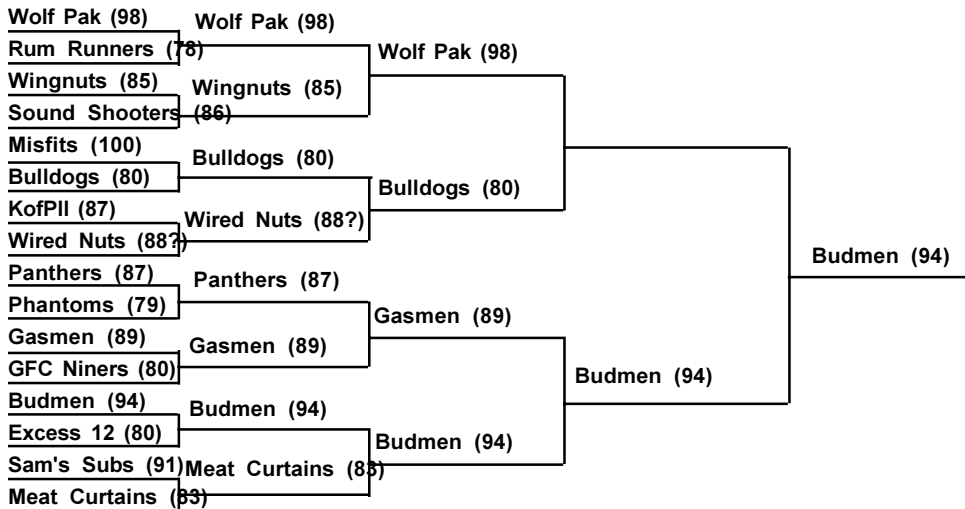 Wolf Pak (98)
Rum Runners (78)
Wingnuts (85)
Sound Shooters (86)
Misfits (100)
Bulldogs (80)
KofPII (87)
Wired Nuts (88?)
Panthers (87)
Phantoms (79)
Gasmen (89)
GFC Niners (80)
Budmen (94)
Excess 12 (80)
Sam's Subs (91)
Meat Curtains (83)
Wolf Pak (98)
Wingnuts (85)
Bulldogs (80)
Wired Nuts (88?)
Panthers (87)
Gasmen (89)
Budmen (94)
Meat Curtains (83)
Wolf Pak (98)
Bulldogs (80)
Gasmen (89)
Budmen (94)
Budmen (94)
Budmen (94)